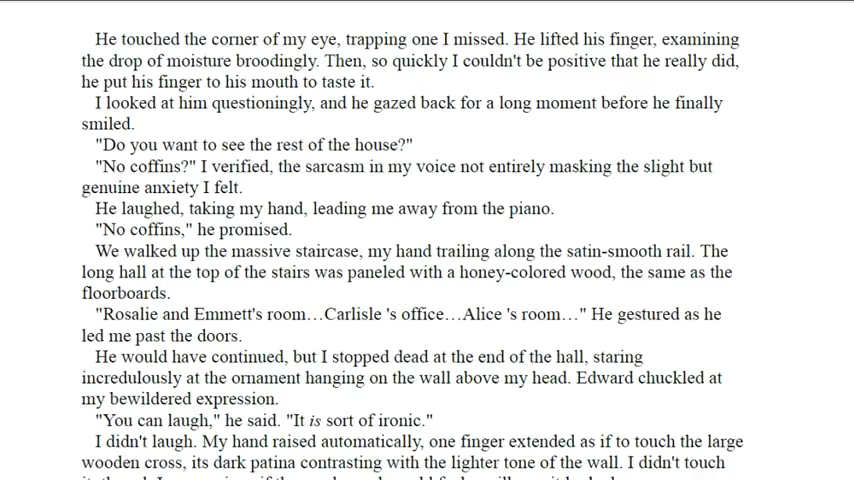 He touched the corner of my eye, trapping one I missed. He lifted his finger, examining
the drop of moisture broodingly. Then, so quickly I couldn't be positive that he really did,
he put his finger to his mouth to taste it.
I looked at him questioningly, and he gazed back for a long moment before he finally
smiled.
"Do you want to see the rest of the house?"
"No coffins?" I verified, the sarcasm in my voice not entirely masking the slight but
genuine anxiety I felt.
He laughed, taking my hand, leading me away from the piano.
"No coffins," he promised.
We walked up the massive staircase, my hand trailing along the satin-smooth rail. The
long hall at the top of the stairs was paneled with a honey-colored wood, the same as the
floorboards.
"Rosalie and Emmett's room…Carlisle 's office…Alice 's room…" He gestured as he
led me past the doors.
He would have continued, but I stopped dead at the end of the hall, staring
incredulously at the ornament hanging on the wall above my head. Edward chuckled at
my bewildered expression.
"You can laugh," he said. "It is sort of ironic."
I didn't laugh. My hand raised automatically, one finger extended as if to touch the large
wooden cross, its dark patina contrasting with the lighter tone of the wall. I didn't touch